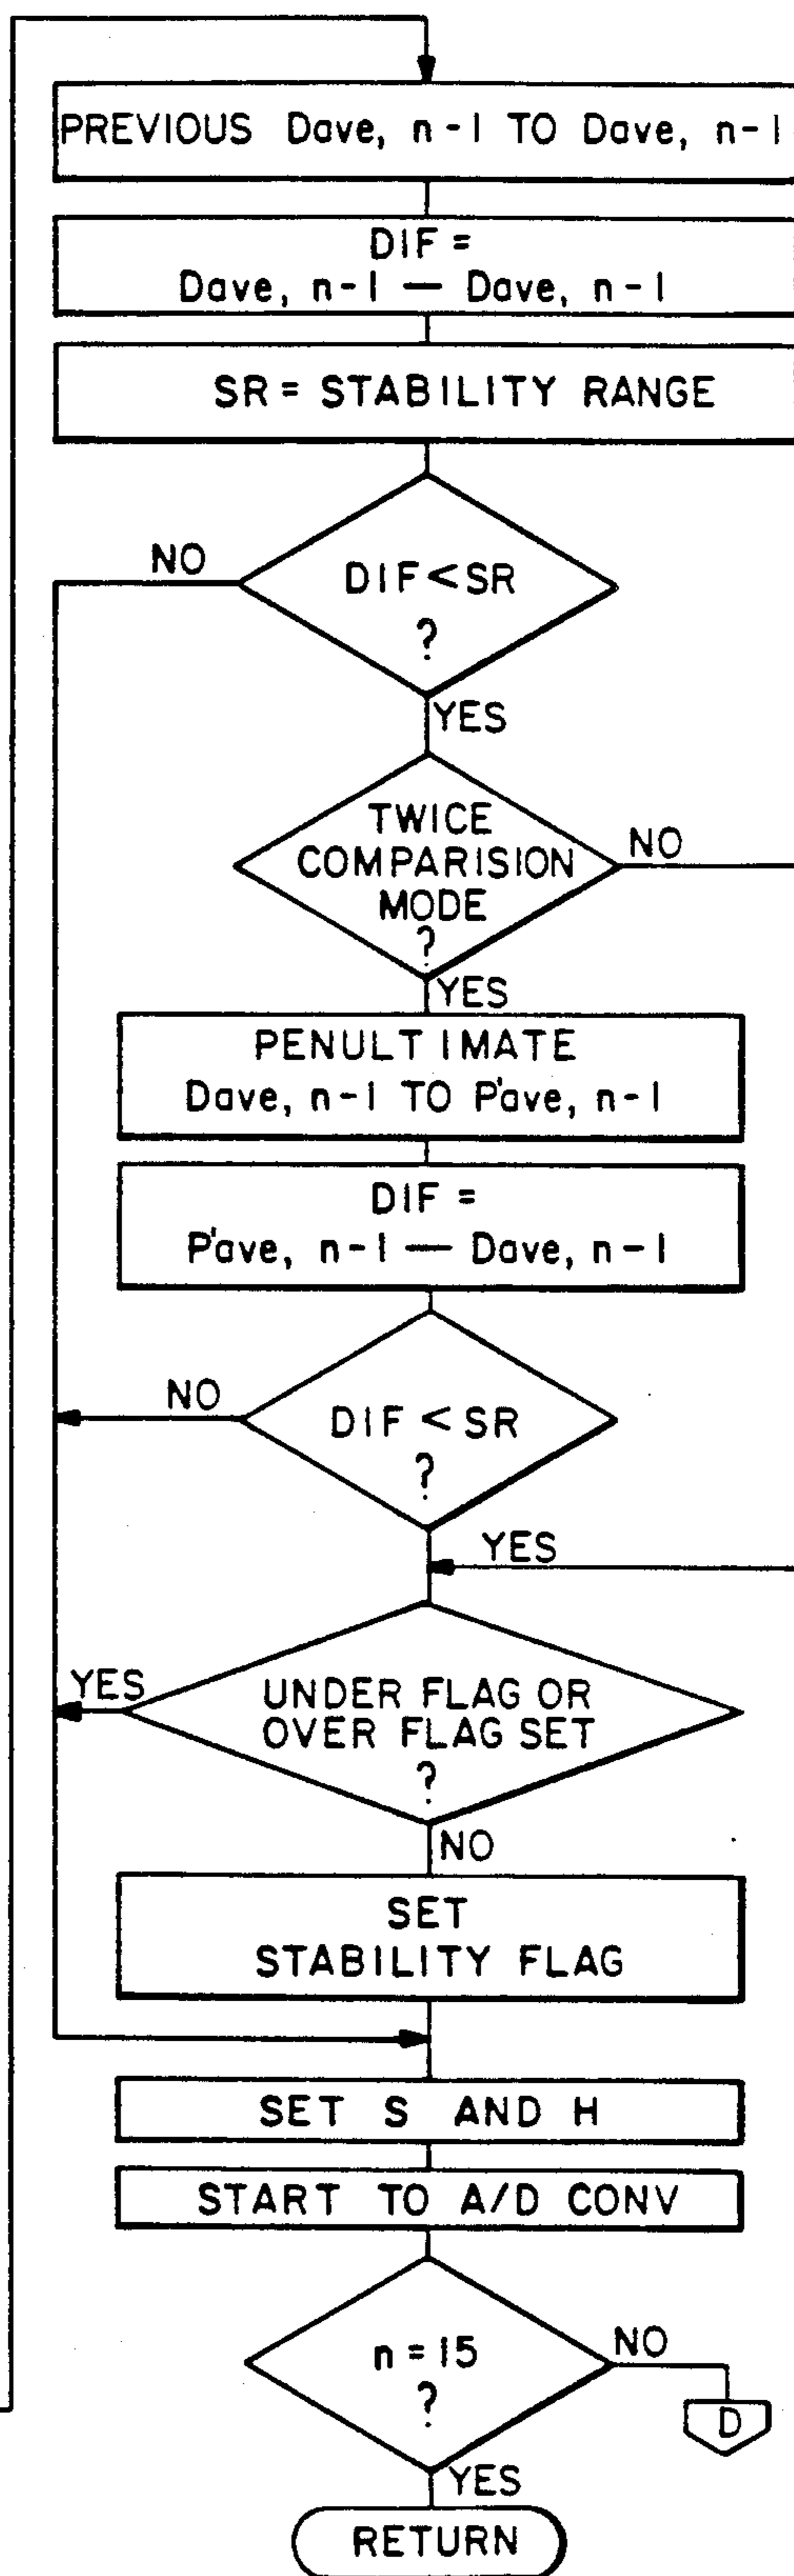 PREVIOUS Dave, n-1 TO Dave, n-1
DIF =
Dave, n-1 — Dave, n-1
SR = STABILITY RANGE
NO
DIF < SR
?
YES
TWICE
COMPARISION
MODE
?
NO
YES
PENULTIMATE
Dave, n-1 TO P'ave, n-1
DIF =
P'ave, n-1 — Dave, n-1
NO
DIF < SR
?
YES
YES
UNDER FLAG OR
OVER FLAG SET
?
NO
SET
STABILITY FLAG
SET S AND H
START TO A/D CONV
n = 15
?
NO
D
YES
RETURN